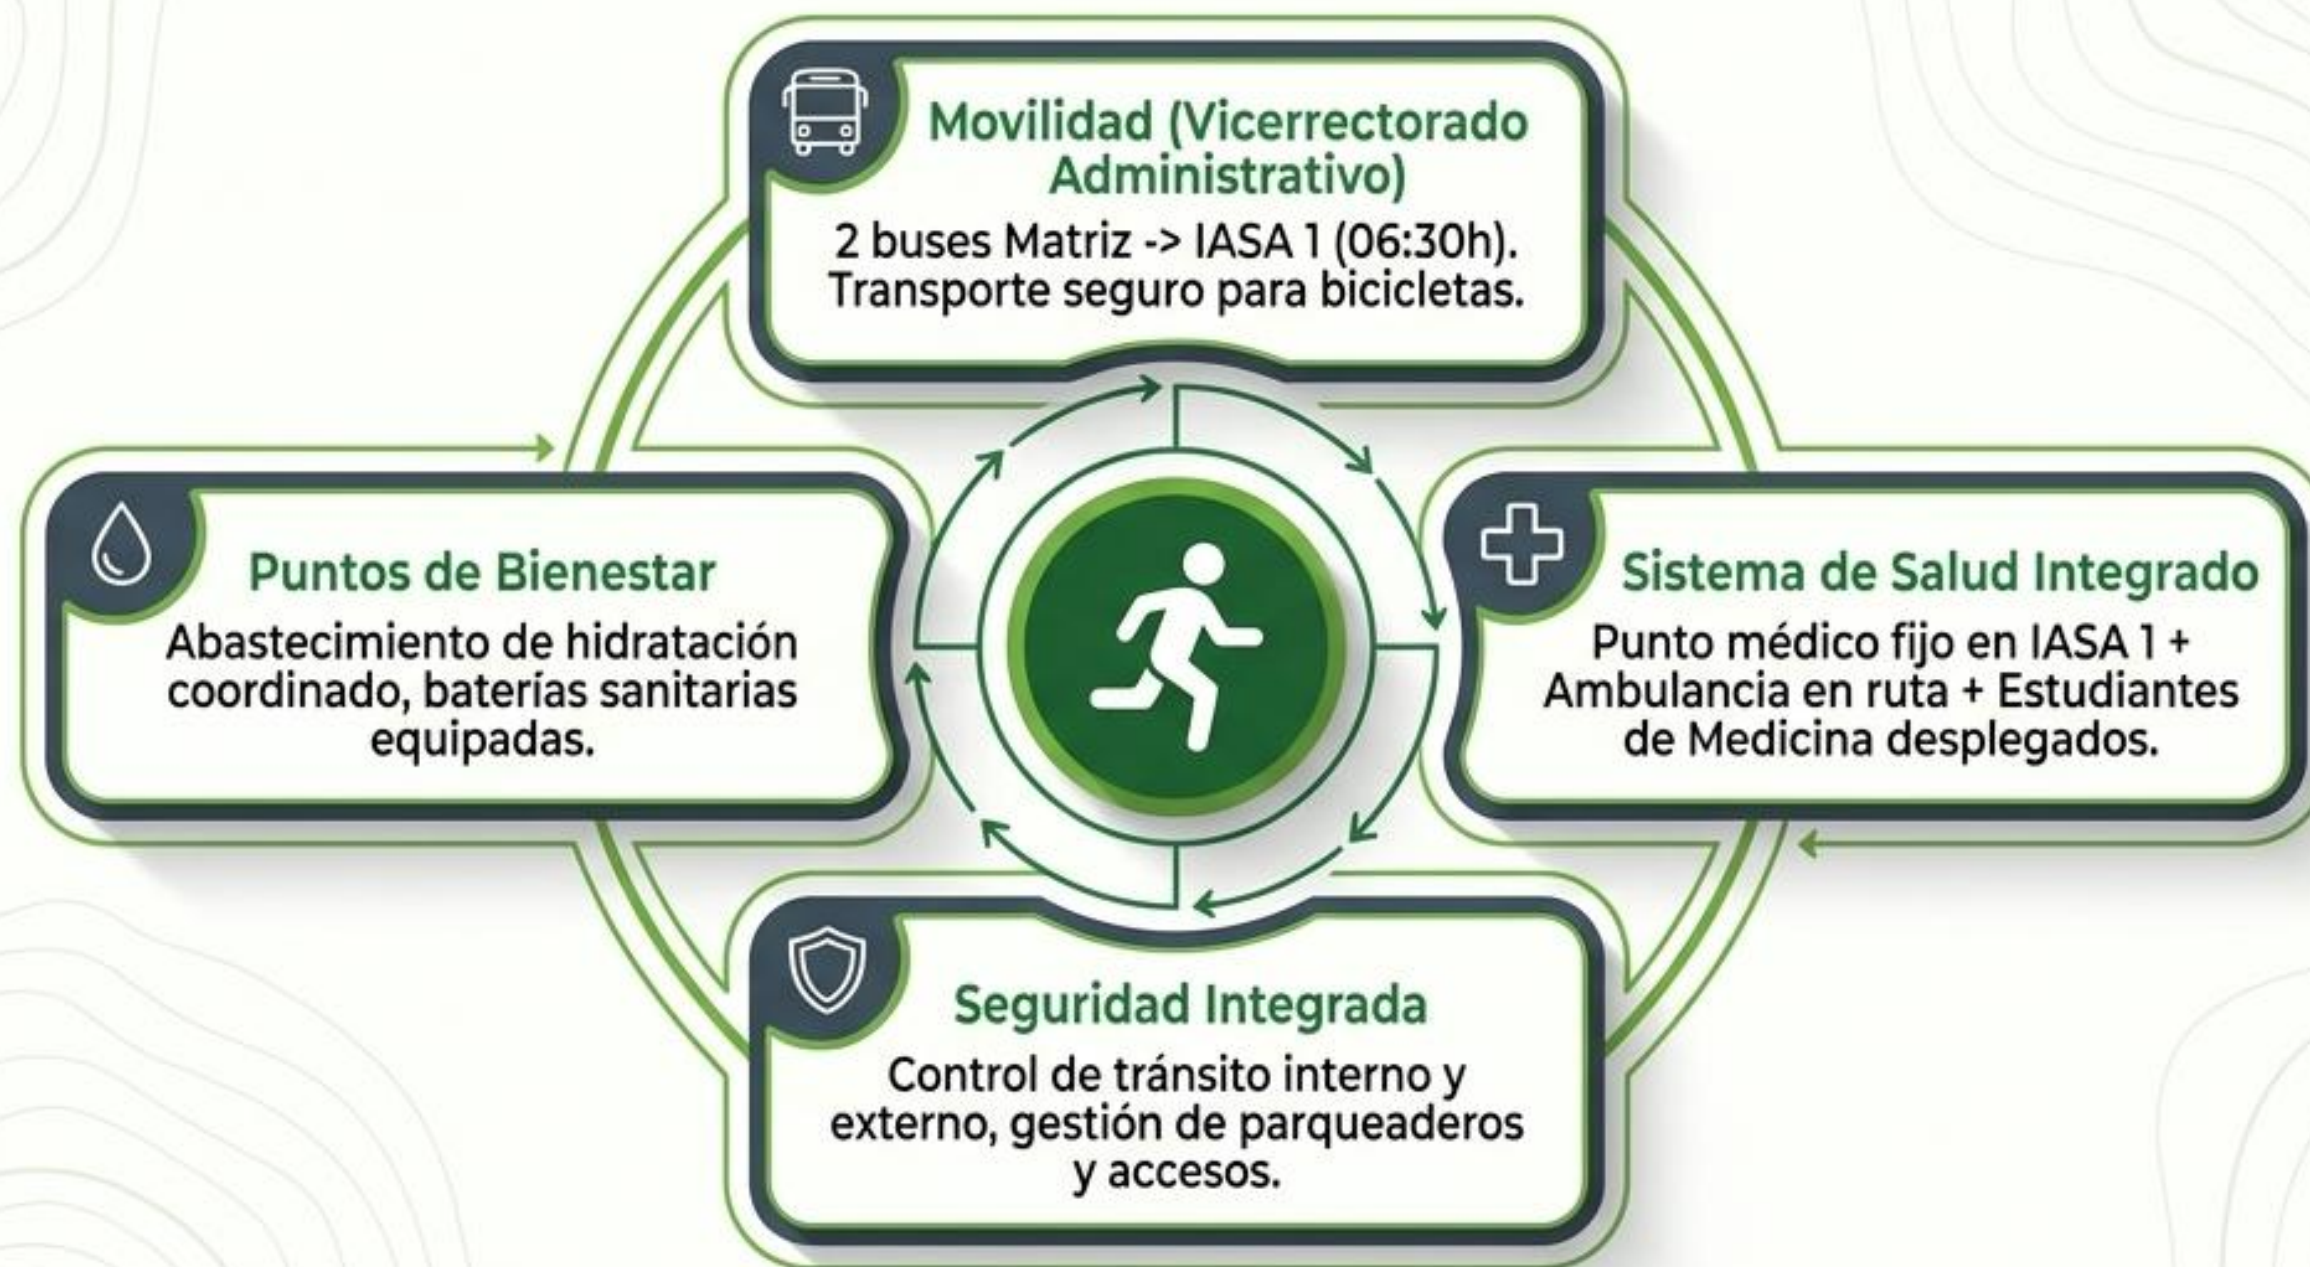 Movilidad (Vicerrectorado
Administrativo)
2 buses Matriz -> IASA 1 (06:30h).
Transporte seguro para bicicletas.
Puntos de Bienestar
Abastecimiento de hidratación
coordinado, baterías sanitarias
equipadas.
Sistema de Salud Integrado
Punto médico fijo en IASA 1 +
Ambulancia en ruta + Estudiantes
de Medicina desplegados.
Seguridad Integrada
Control de tránsito interno y
externo, gestión de parqueaderos
y accesos.